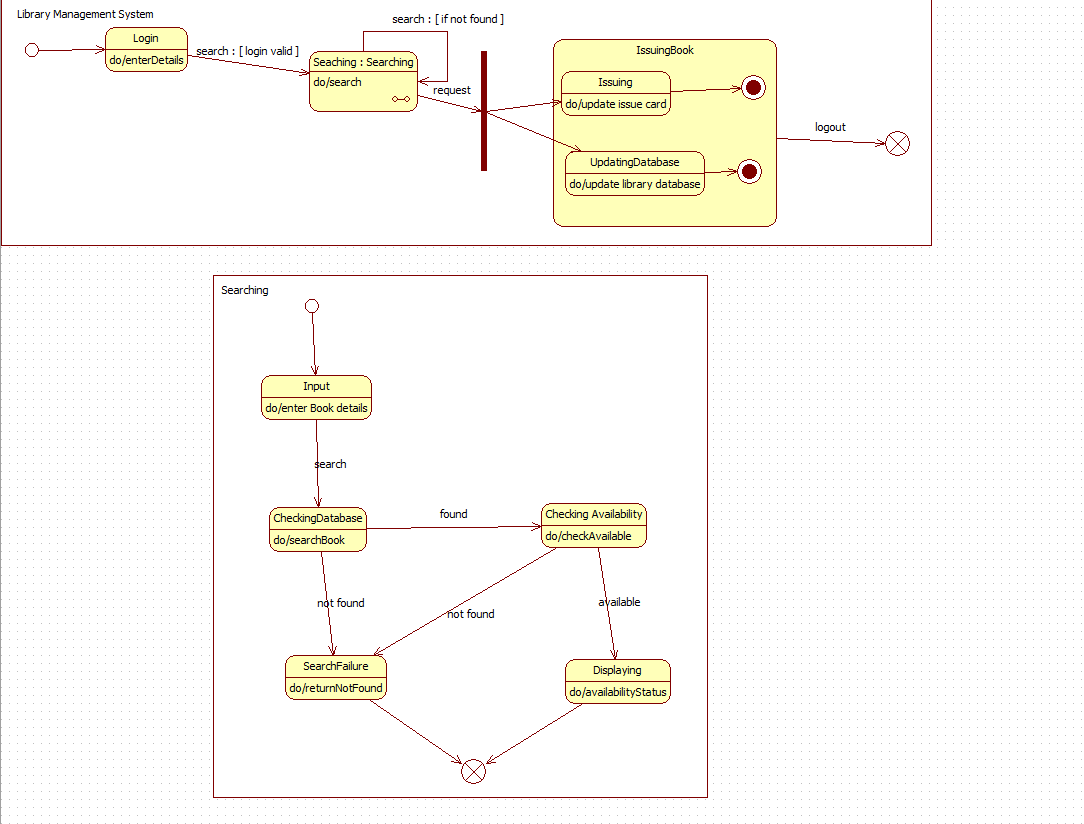 Library Management System
search : [ if not found ]
Login
do/enterDetails
search : [ login valid ]
Seaching : Searching
do/search
request
IssuingBook
Issuing
do/update issue card
UpdatingDatabase
do/update library database
logout
Searching
Input
do/enter Book details
search
CheckingDatabase
do/searchBook
found
Checking Availability
do/checkAvailable
not found
not found
available
SearchFailure
do/returnNotFound
Displaying
do/availabilityStatus